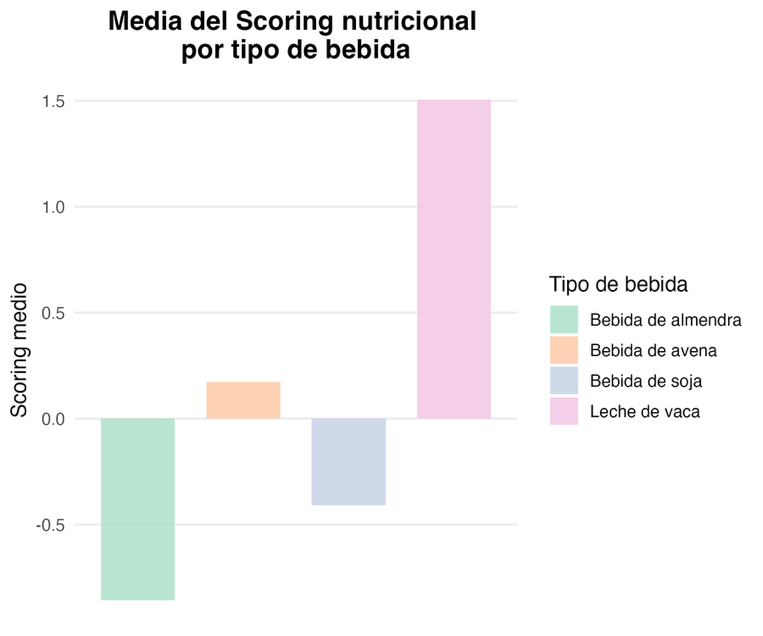 Media del Scoring nutricional
por tipo de bebida
1.5
1.0
0.5
0.0
-0.5
Scoring medio
Tipo de bebida
Bebida de almendra
Bebida de avena
Bebida de soja
Leche de vaca